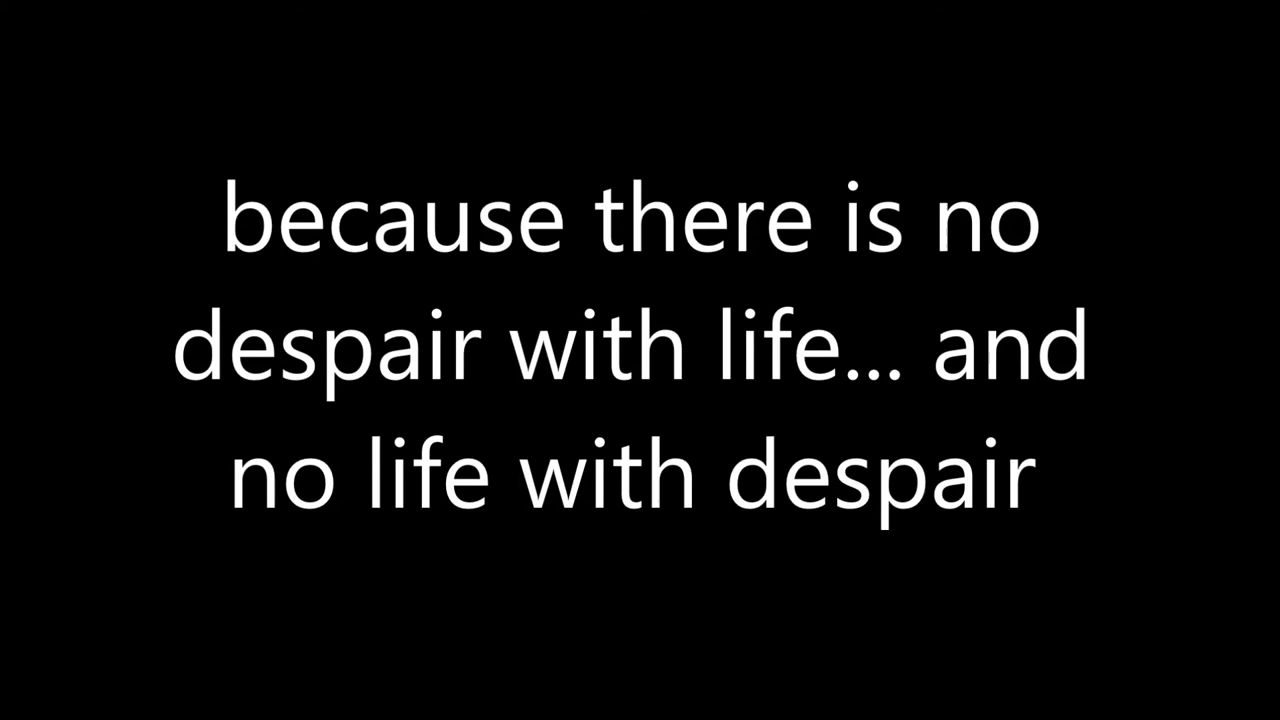 because there is no
despair with life... and
no life with despair